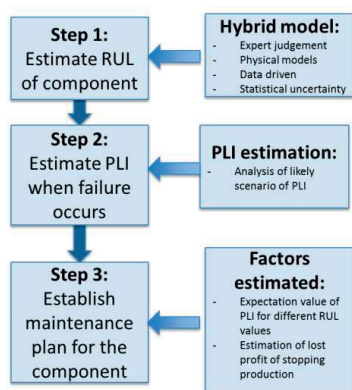 Step 1:
Estimate RUL
of component
Hybrid model:
- Expert judgement
- Physical models
- Data driven
- Statistical uncertainty
Step 2:
Estimate PLI
when failure
occurs
PLI estimation:
- Analysis of likely
scenario of PLI
Step 3:
Establish
maintenance
plan for the
component
Factors
estimated:
- Expectation value of
PLI for different RUL
values
- Estimation of lost
profit of stopping
production